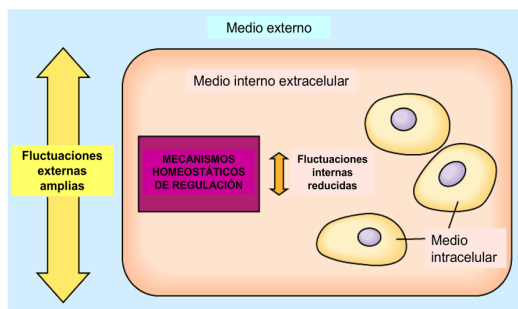 Medio externo
Medio interno extracelular
Fluctuaciones
externas
amplias
MECANISMOS
HOMEOSTÁTICOS
DE REGULACIÓN
Fluctuaciones
internas
reducidas
Medio
intracelular